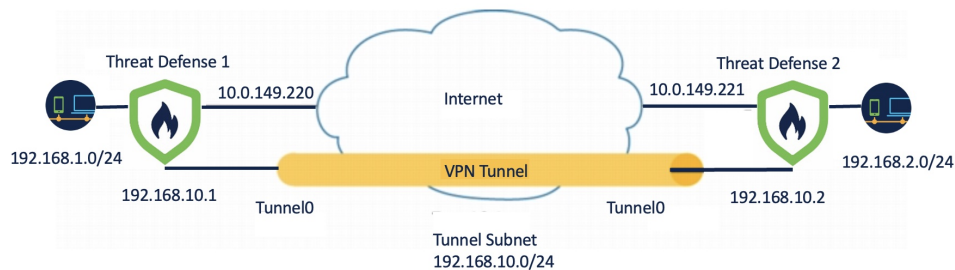 Threat Defense 1
Threat Defense 2
10.0.149.220
Internet
10.0.149.221
192.168.1.0/24
192.168.2.0/24
VPN Tunnel
192.168.10.1
192.168.10.2
Tunnel0
Tunnel0
Tunnel Subnet
192.168.10.0/24